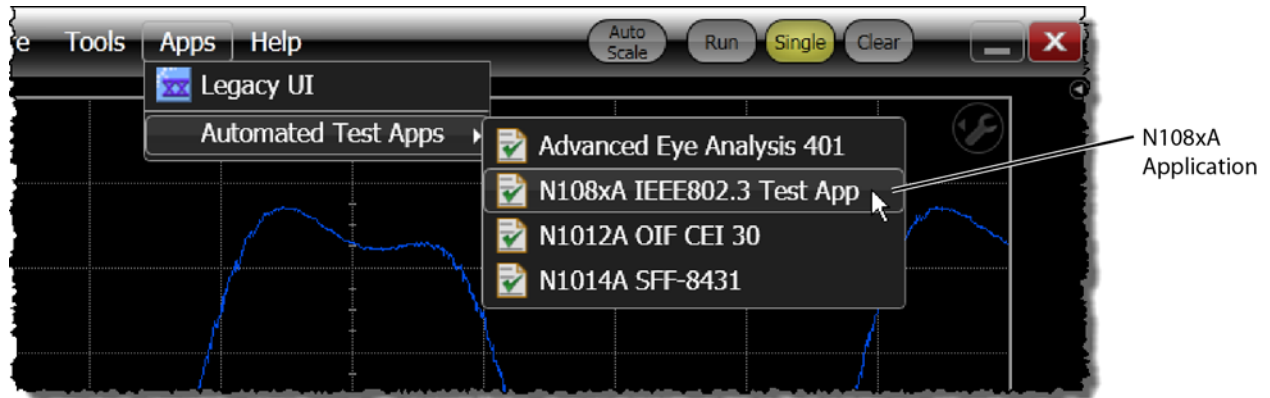 e Tools Apps Help
Auto Scale
Run Single Clear
Legacy UI
Automated Test Apps
Advanced Eye Analysis 401
N108xA IEEE802.3 Test App
N1012A OIF CEI 30
N1014A SFF-8431
N108xA
Application